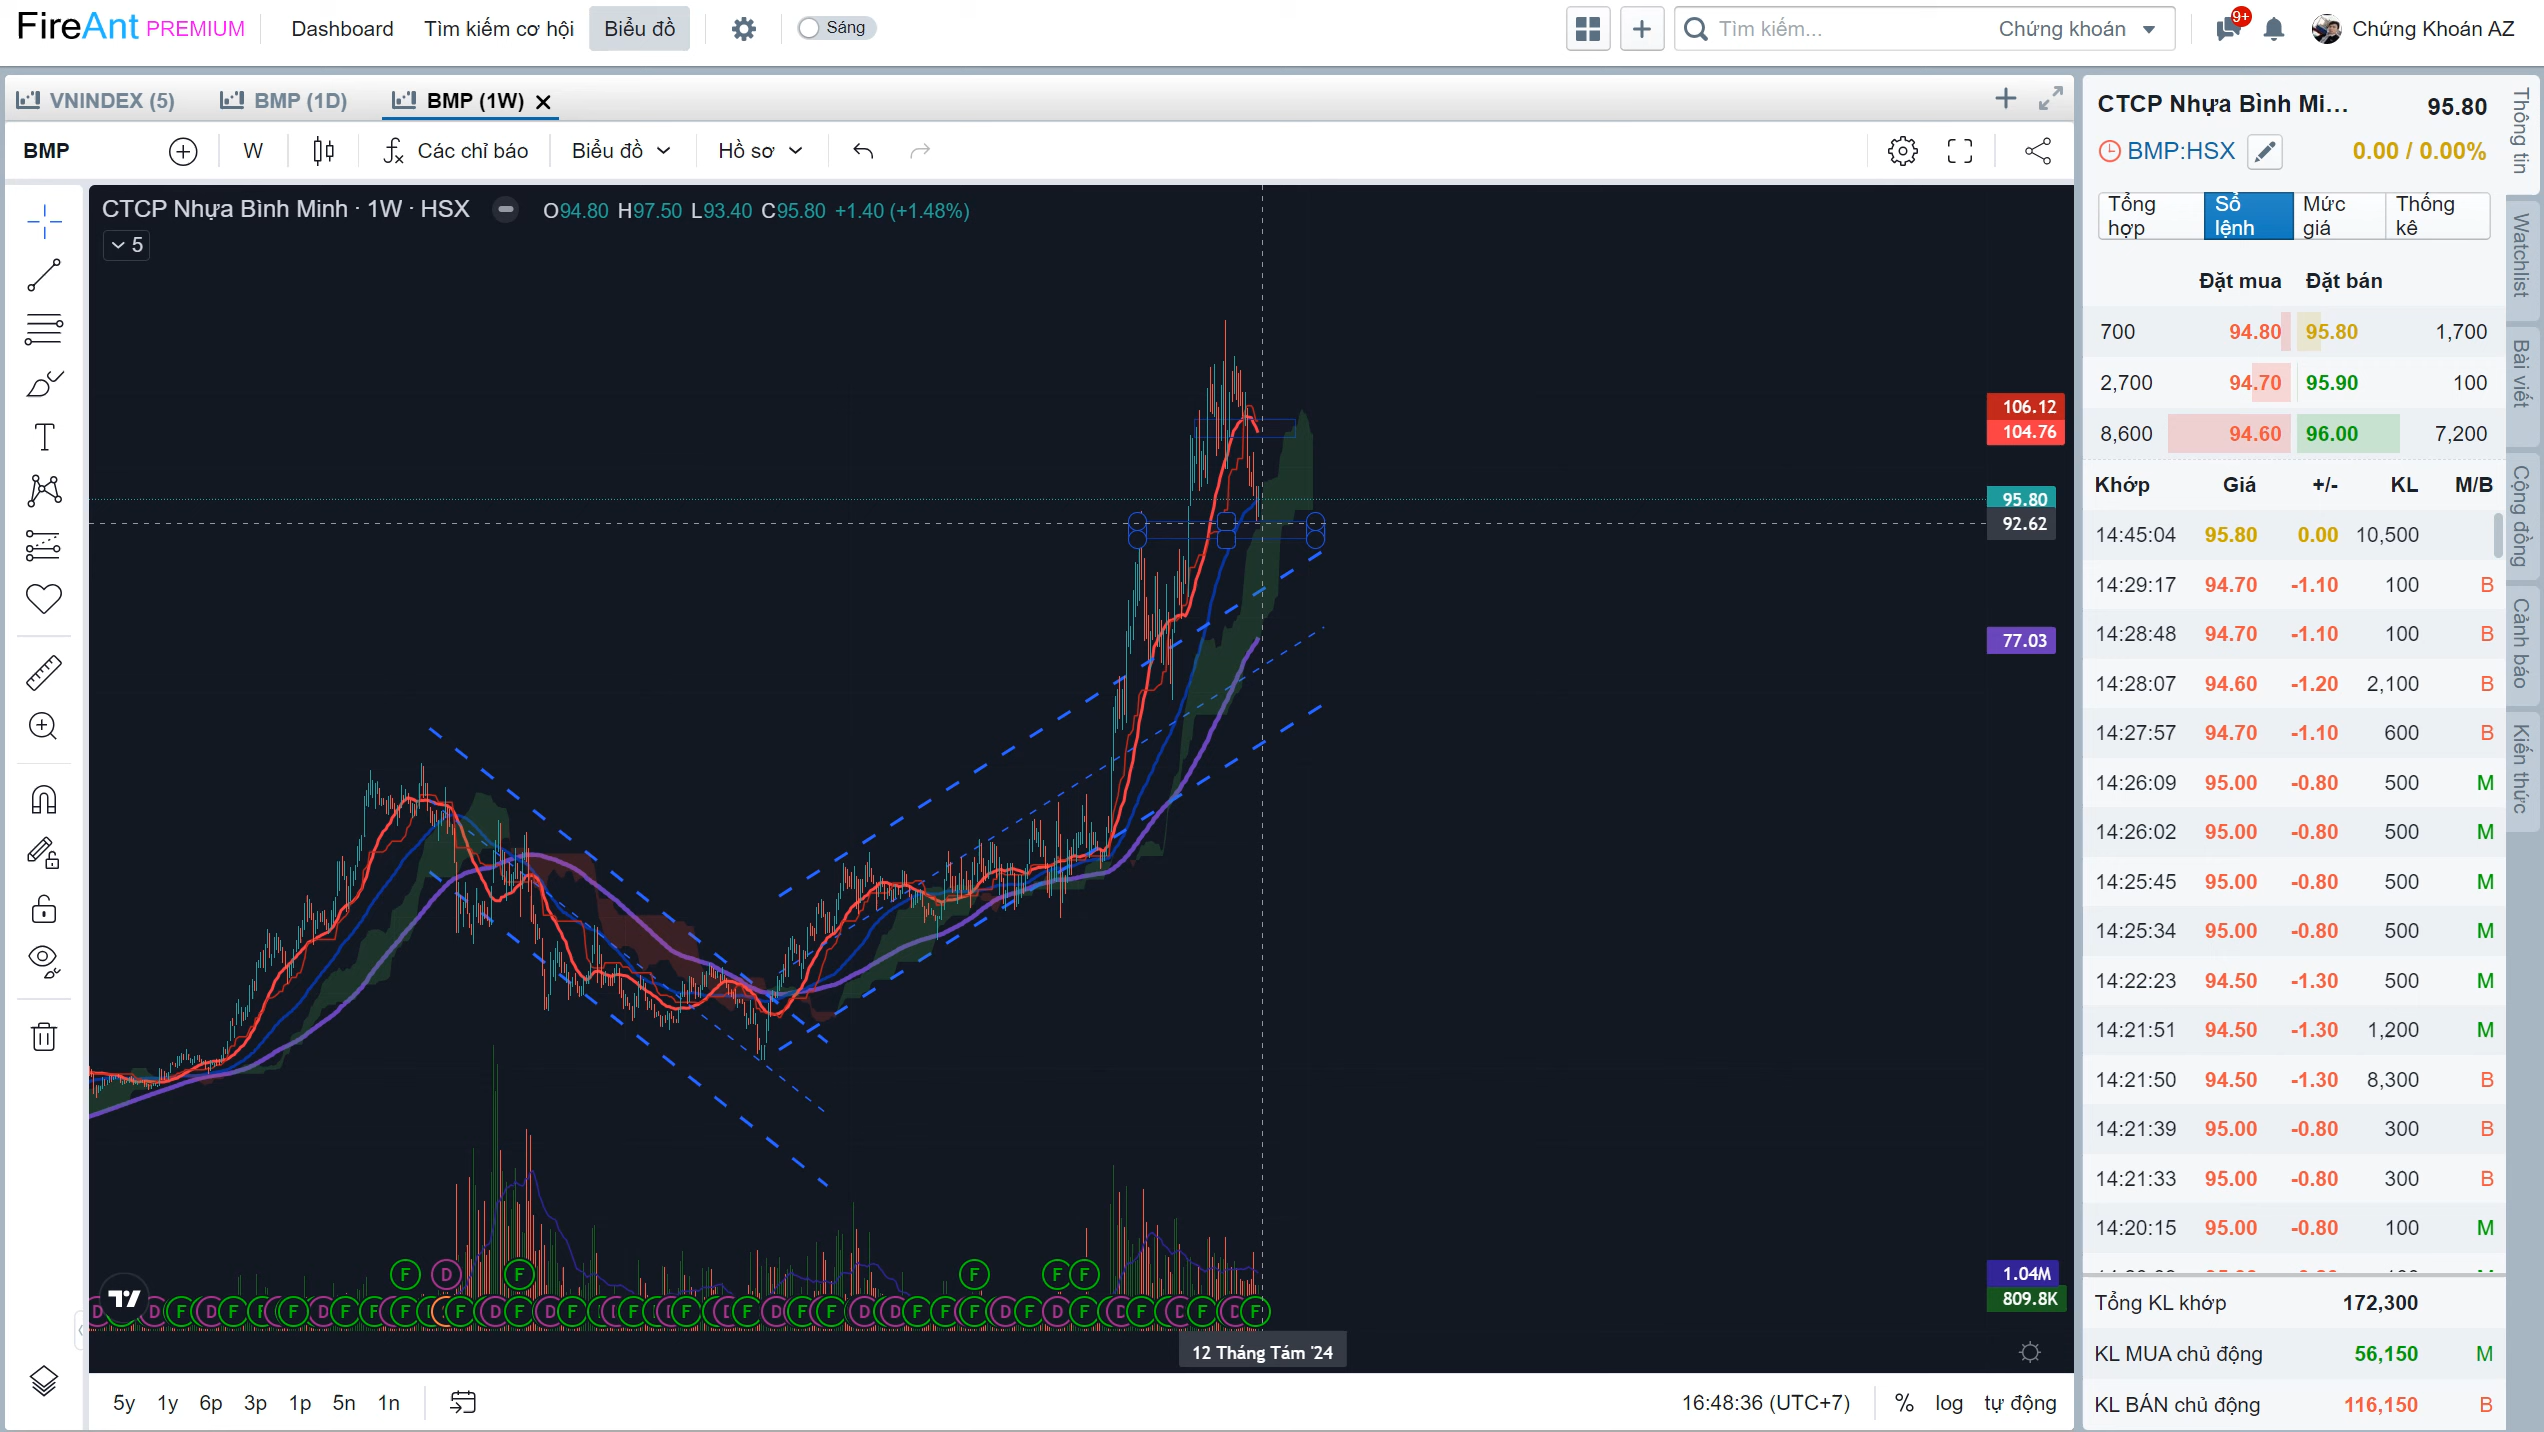 FireAnt PREMIUM
Dashboard
Tìm kiếm cơ hội
Biểu đồ
Sáng
Tìm kiếm...
Chứng khoán
9+
Chứng Khoán AZ
VNINDEX (5)
BMP (1D)
BMP (1W)
BMP
W
Các chỉ báo
Biểu đồ
Hồ sơ
CTCP Nhựa Bình Minh · 1W · HSX
O94.80 H97.50 L93.40 C95.80 +1.40 (+1.48%)
5
106.12
104.76
95.80
92.62
77.03
1.04M
809.8K
12 Tháng Tám '24
5y 1y 6p 3p 1p 5n 1n
16:48:36 (UTC+7)
% log tự động
CTCP Nhựa Bình Mi... 95.80
BMP:HSX 0.00 / 0.00%
Tổng hợp
Sổ lệnh
Mức giá
Thống kê
Đặt mua Đặt bán
700 94.80 95.80 1,700
2,700 94.70 95.90 100
8,600 94.60 96.00 7,200
Khớp Giá +/- KL M/B
14:45:04 95.80 0.00 10,500
14:29:17 94.70 -1.10 100 B
14:28:48 94.70 -1.10 100 B
14:28:07 94.60 -1.20 2,100 B
14:27:57 94.70 -1.10 600 B
14:26:09 95.00 -0.80 500 M
14:26:02 95.00 -0.80 500 M
14:25:45 95.00 -0.80 500 M
14:25:34 95.00 -0.80 500 M
14:22:23 94.50 -1.30 500 M
14:21:51 94.50 -1.30 1,200 M
14:21:50 94.50 -1.30 8,300 B
14:21:39 95.00 -0.80 300 B
14:21:33 95.00 -0.80 300 B
14:20:15 95.00 -0.80 100 M
Tổng KL khớp 172,300
KL MUA chủ động 56,150 M
KL BÁN chủ động 116,150 B
Thông tin
Watchlist
Bài viết
Cộng đồng
Cảnh báo
Kiến thức